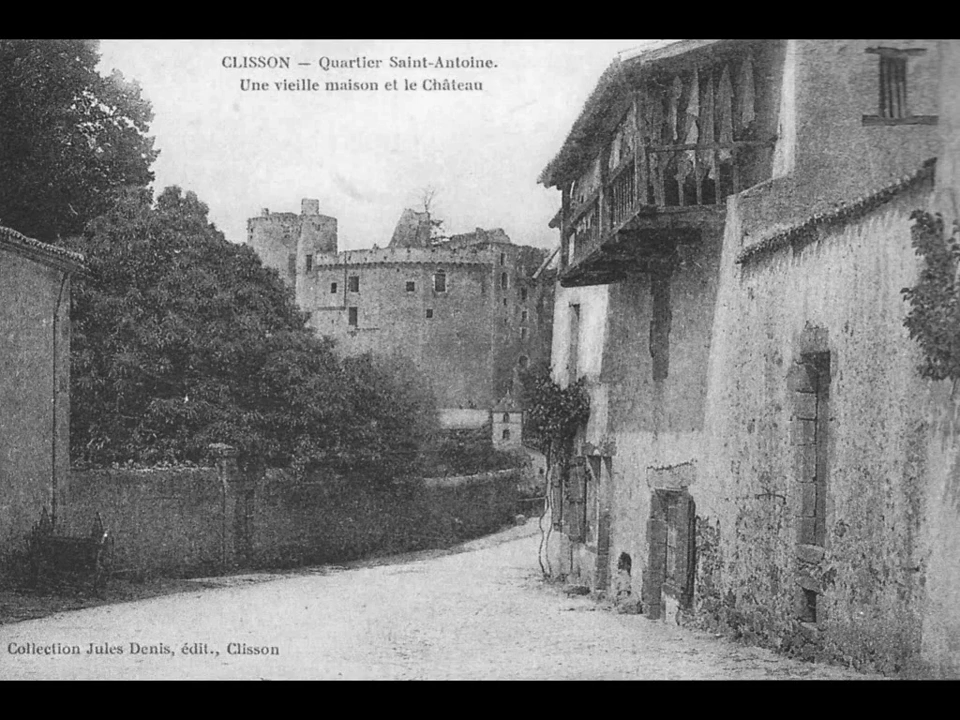 CLISSON — Quartier Saint-Antoine.
Une vieille maison et le Château
Collection Jules Denis, édit., Clisson